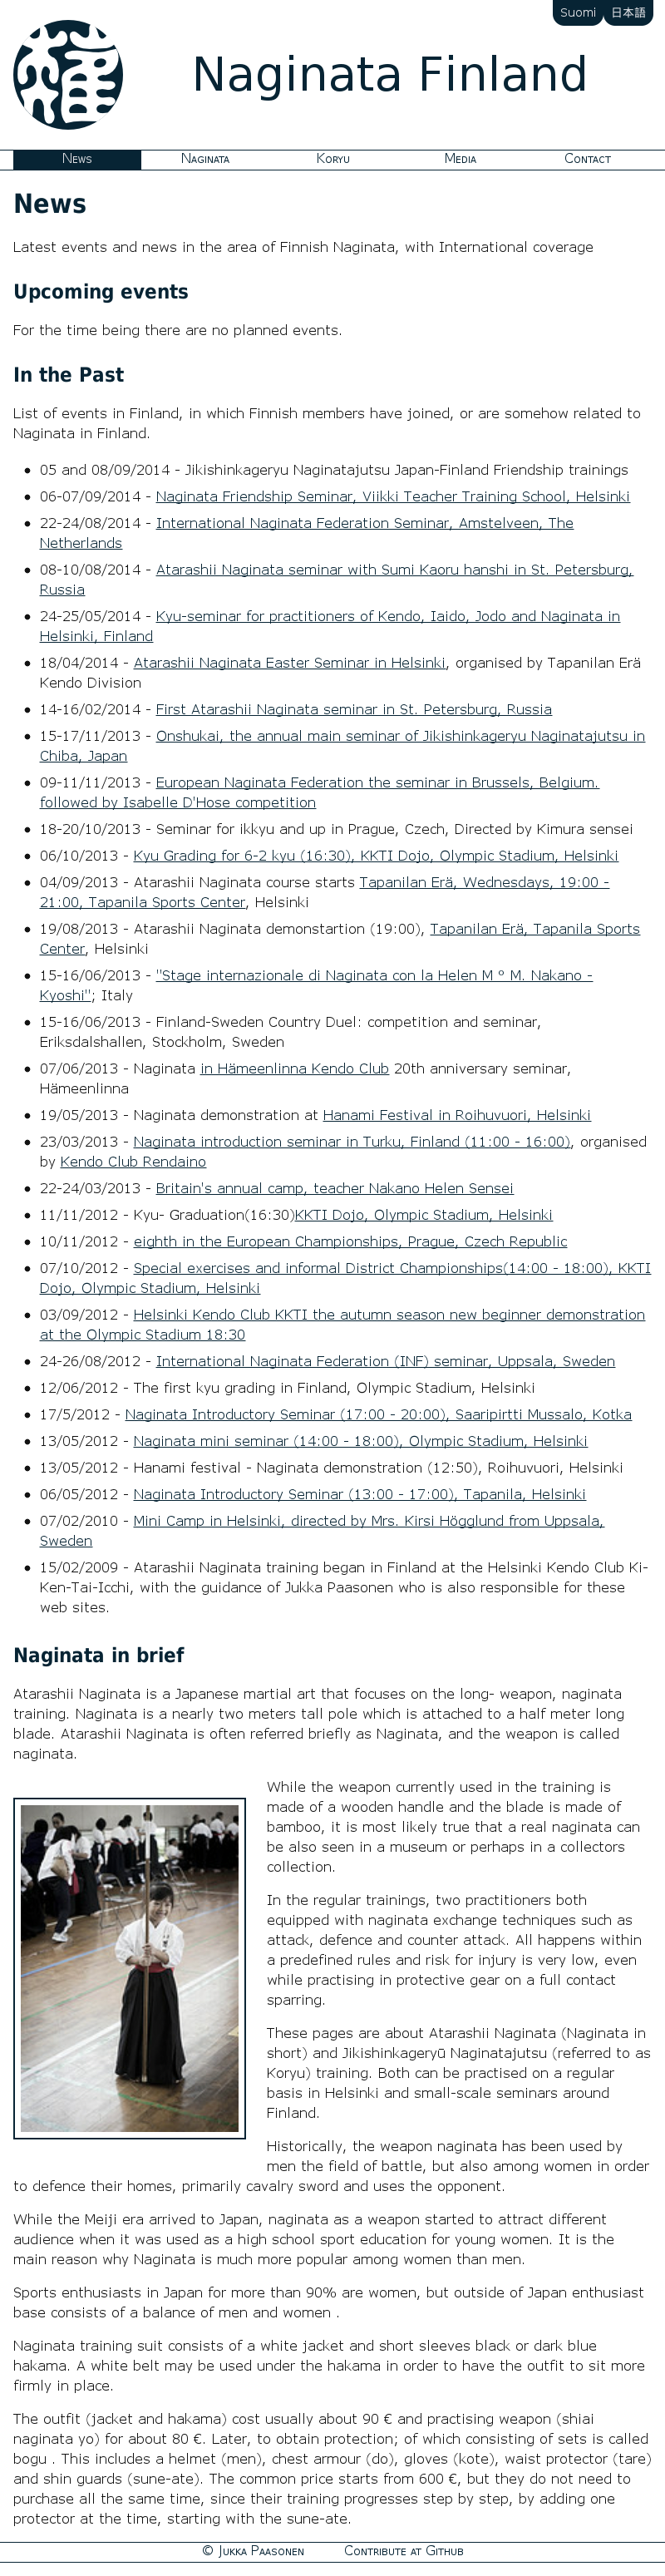 Suomi 日本語
Naginata Finland
News Naginata Koryu Media Contact
News
Latest events and news in the area of Finnish Naginata, with International coverage
Upcoming events
For the time being there are no planned events.
In the Past
List of events in Finland, in which Finnish members have joined, or are somehow related to
Naginata in Finland.
05 and 08/09/2014 - Jikishinkageryu Naginatajutsu Japan-Finland Friendship trainings
06-07/09/2014 - Naginata Friendship Seminar, Viikki Teacher Training School, Helsinki
22-24/08/2014 - International Naginata Federation Seminar, Amstelveen, The
Netherlands
08-10/08/2014 - Atarashii Naginata seminar with Sumi Kaoru hanshi in St. Petersburg,
Russia
24-25/05/2014 - Kyu-seminar for practitioners of Kendo, Iaido, Jodo and Naginata in
Helsinki, Finland
18/04/2014 - Atarashii Naginata Easter Seminar in Helsinki, organised by Tapanilan Erä
Kendo Division
14-16/02/2014 - First Atarashii Naginata seminar in St. Petersburg, Russia
15-17/11/2013 - Onshukai, the annual main seminar of Jikishinkageryu Naginatajutsu in
Chiba, Japan
09-11/11/2013 - European Naginata Federation the seminar in Brussels, Belgium.
followed by Isabelle D'Hose competition
18-20/10/2013 - Seminar for ikkyu and up in Prague, Czech, Directed by Kimura sensei
06/10/2013 - Kyu Grading for 6-2 kyu (16:30), KKTI Dojo, Olympic Stadium, Helsinki
04/09/2013 - Atarashii Naginata course starts Tapanilan Erä, Wednesdays, 19:00 -
21:00, Tapanila Sports Center, Helsinki
19/08/2013 - Atarashii Naginata demonstartion (19:00), Tapanilan Erä, Tapanila Sports
Center, Helsinki
15-16/06/2013 - "Stage internazionale di Naginata con la Helen M ° M. Nakano -
Kyoshi"; Italy
15-16/06/2013 - Finland-Sweden Country Duel: competition and seminar,
Eriksdalshallen, Stockholm, Sweden
07/06/2013 - Naginata in Hämeenlinna Kendo Club 20th anniversary seminar,
Hämeenlinna
19/05/2013 - Naginata demonstration at Hanami Festival in Roihuvuori, Helsinki
23/03/2013 - Naginata introduction seminar in Turku, Finland (11:00 - 16:00), organised
by Kendo Club Rendaino
22-24/03/2013 - Britain's annual camp, teacher Nakano Helen Sensei
11/11/2012 - Kyu- Graduation(16:30)KKTI Dojo, Olympic Stadium, Helsinki
10/11/2012 - eighth in the European Championships, Prague, Czech Republic
07/10/2012 - Special exercises and informal District Championships(14:00 - 18:00), KKTI
Dojo, Olympic Stadium, Helsinki
03/09/2012 - Helsinki Kendo Club KKTI the autumn season new beginner demonstration
at the Olympic Stadium 18:30
24-26/08/2012 - International Naginata Federation (INF) seminar, Uppsala, Sweden
12/06/2012 - The first kyu grading in Finland, Olympic Stadium, Helsinki
17/5/2012 - Naginata Introductory Seminar (17:00 - 20:00), Saaripirtti Mussalo, Kotka
13/05/2012 - Naginata mini seminar (14:00 - 18:00), Olympic Stadium, Helsinki
13/05/2012 - Hanami festival - Naginata demonstration (12:50), Roihuvuori, Helsinki
06/05/2012 - Naginata Introductory Seminar (13:00 - 17:00), Tapanila, Helsinki
07/02/2010 - Mini Camp in Helsinki, directed by Mrs. Kirsi Högglund from Uppsala,
Sweden
15/02/2009 - Atarashii Naginata training began in Finland at the Helsinki Kendo Club Ki-
Ken-Tai-Icchi, with the guidance of Jukka Paasonen who is also responsible for these
web sites.
Naginata in brief
Atarashii Naginata is a Japanese martial art that focuses on the long- weapon, naginata
training. Naginata is a nearly two meters tall pole which is attached to a half meter long
blade. Atarashii Naginata is often referred briefly as Naginata, and the weapon is called
naginata.
While the weapon currently used in the training is
made of a wooden handle and the blade is made of
bamboo, it is most likely true that a real naginata can
be also seen in a museum or perhaps in a collectors
collection.
In the regular trainings, two practitioners both
equipped with naginata exchange techniques such as
attack, defence and counter attack. All happens within
a predefined rules and risk for injury is very low, even
while practising in protective gear on a full contact
sparring.
These pages are about Atarashii Naginata (Naginata in
short) and Jikishinkageryū Naginatajutsu (referred to as
Koryu) training. Both can be practised on a regular
basis in Helsinki and small-scale seminars around
Finland.
Historically, the weapon naginata has been used by
men the field of battle, but also among women in order
to defence their homes, primarily cavalry sword and uses the opponent.
While the Meiji era arrived to Japan, naginata as a weapon started to attract different
audience when it was used as a high school sport education for young women. It is the
main reason why Naginata is much more popular among women than men.
Sports enthusiasts in Japan for more than 90% are women, but outside of Japan enthusiast
base consists of a balance of men and women .
Naginata training suit consists of a white jacket and short sleeves black or dark blue
hakama. A white belt may be used under the hakama in order to have the outfit to sit more
firmly in place.
The outfit (jacket and hakama) cost usually about 90 € and practising weapon (shiai
naginata yo) for about 80 €. Later, to obtain protection; of which consisting of sets is called
bogu . This includes a helmet (men), chest armour (do), gloves (kote), waist protector (tare)
and shin guards (sune-ate). The common price starts from 600 €, but they do not need to
purchase all the same time, since their training progresses step by step, by adding one
protector at the time, starting with the sune-ate.
© Jukka Paasonen Contribute at Github